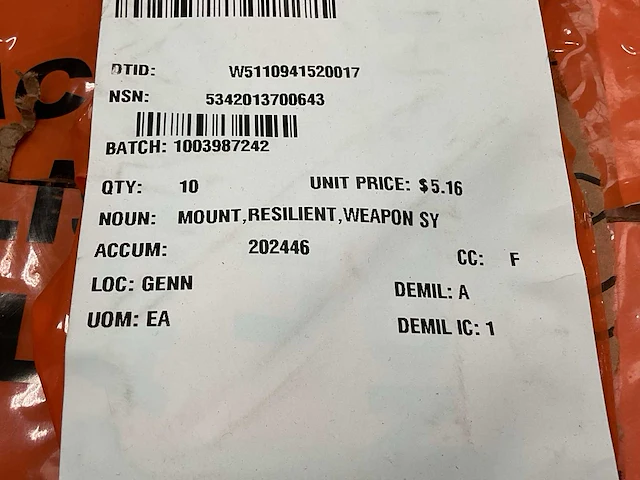 DTID: W5110941520017
NSN: 5342013700643
BATCH: 1003987242
QTY: 10 UNIT PRICE: $5.16
NOUN: MOUNT,RESILIENT,WEAPON SY
ACCUM: 202446
CC: F
LOC: GENN
DEMIL: A
UOM: EA
DEMIL IC: 1